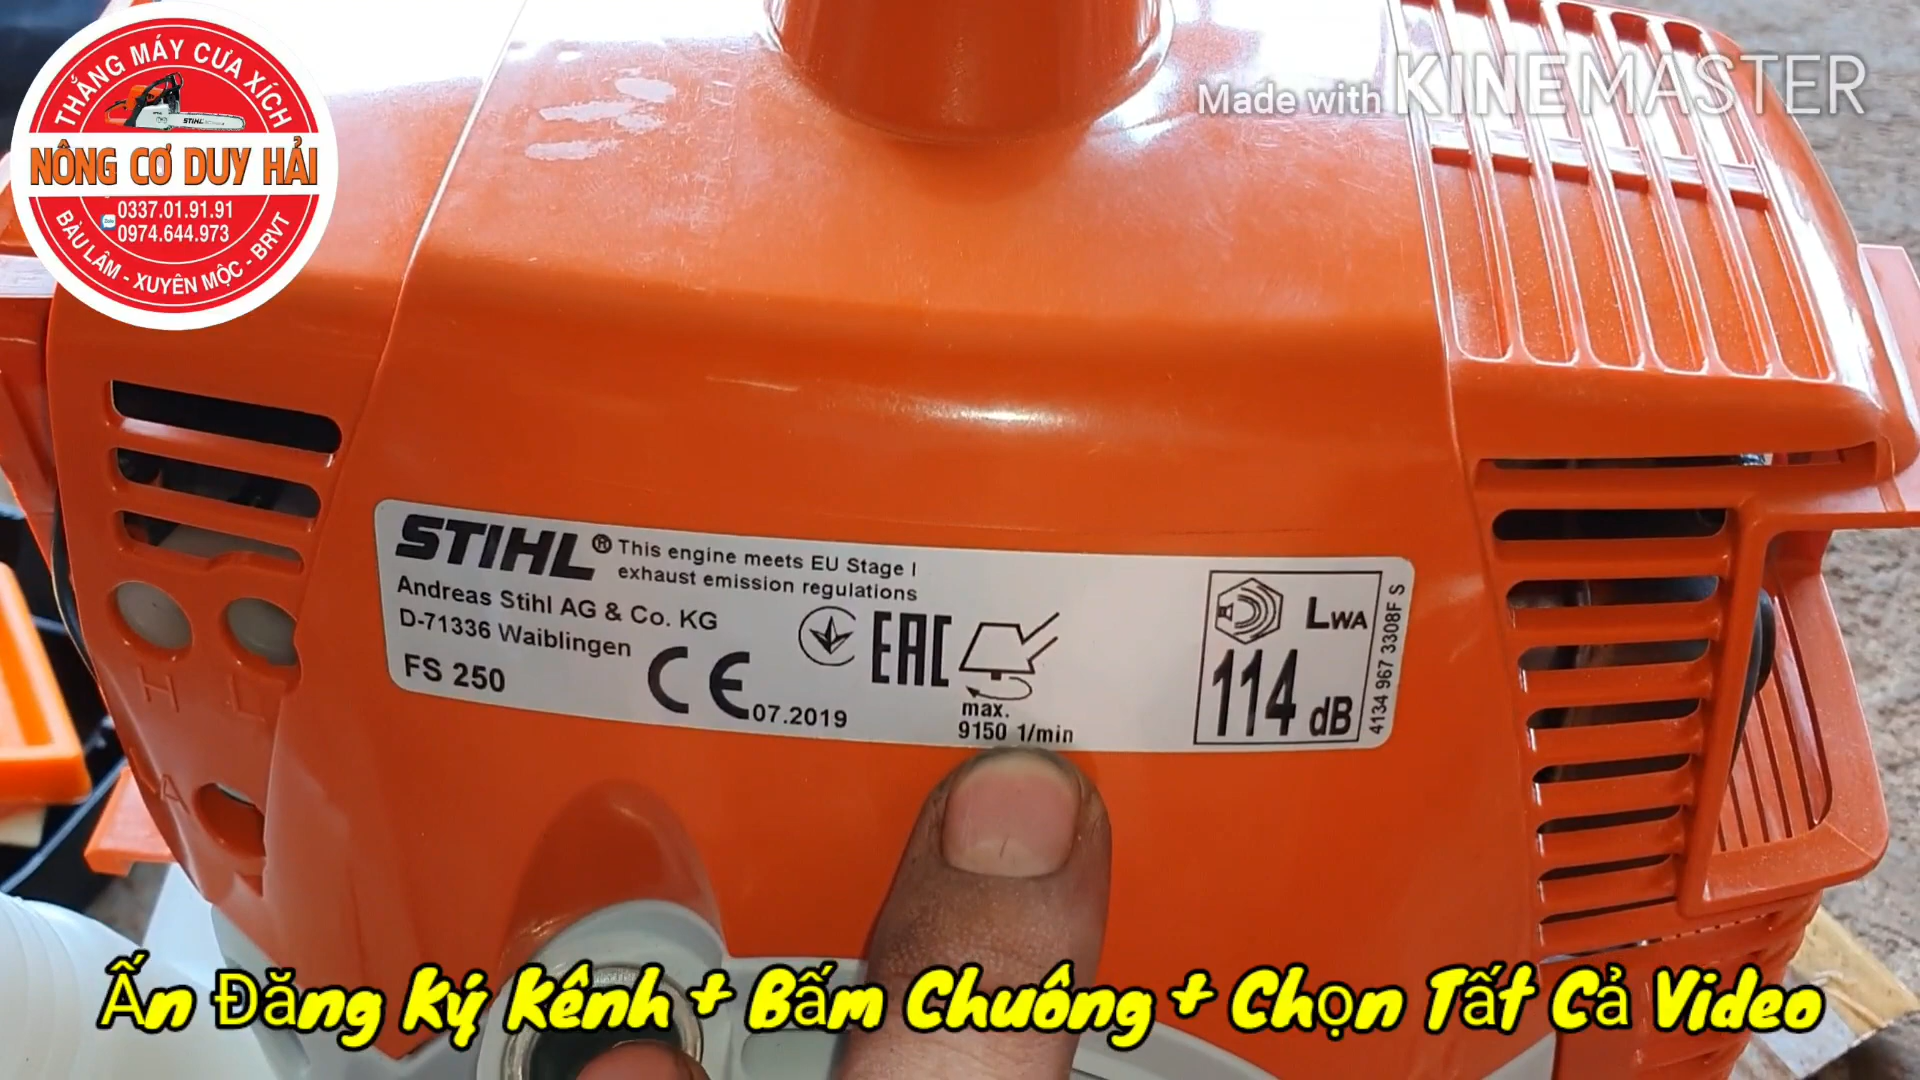 THẮNG MÁY CƯA XÍCH
STIHL
NÔNG CƠ DUY HẢI
0337.01.91.91
Zalo
0974.644.973
BÀU LÂM - XUYÊN MỘC - BRVT
Made with KINEMASTER
STIHL® This engine meets EU Stage I
exhaust emission regulations
Andreas Stihl AG & Co. KG
D-71336 Waiblingen
FS 250
CE 07.2019
EAC
max.
9150 1/min
LWA
114 dB
4134 967 3308F S
H L
LA
Ấn Đăng Ký Kênh + Bấm Chuông + Chọn Tất Cả Video